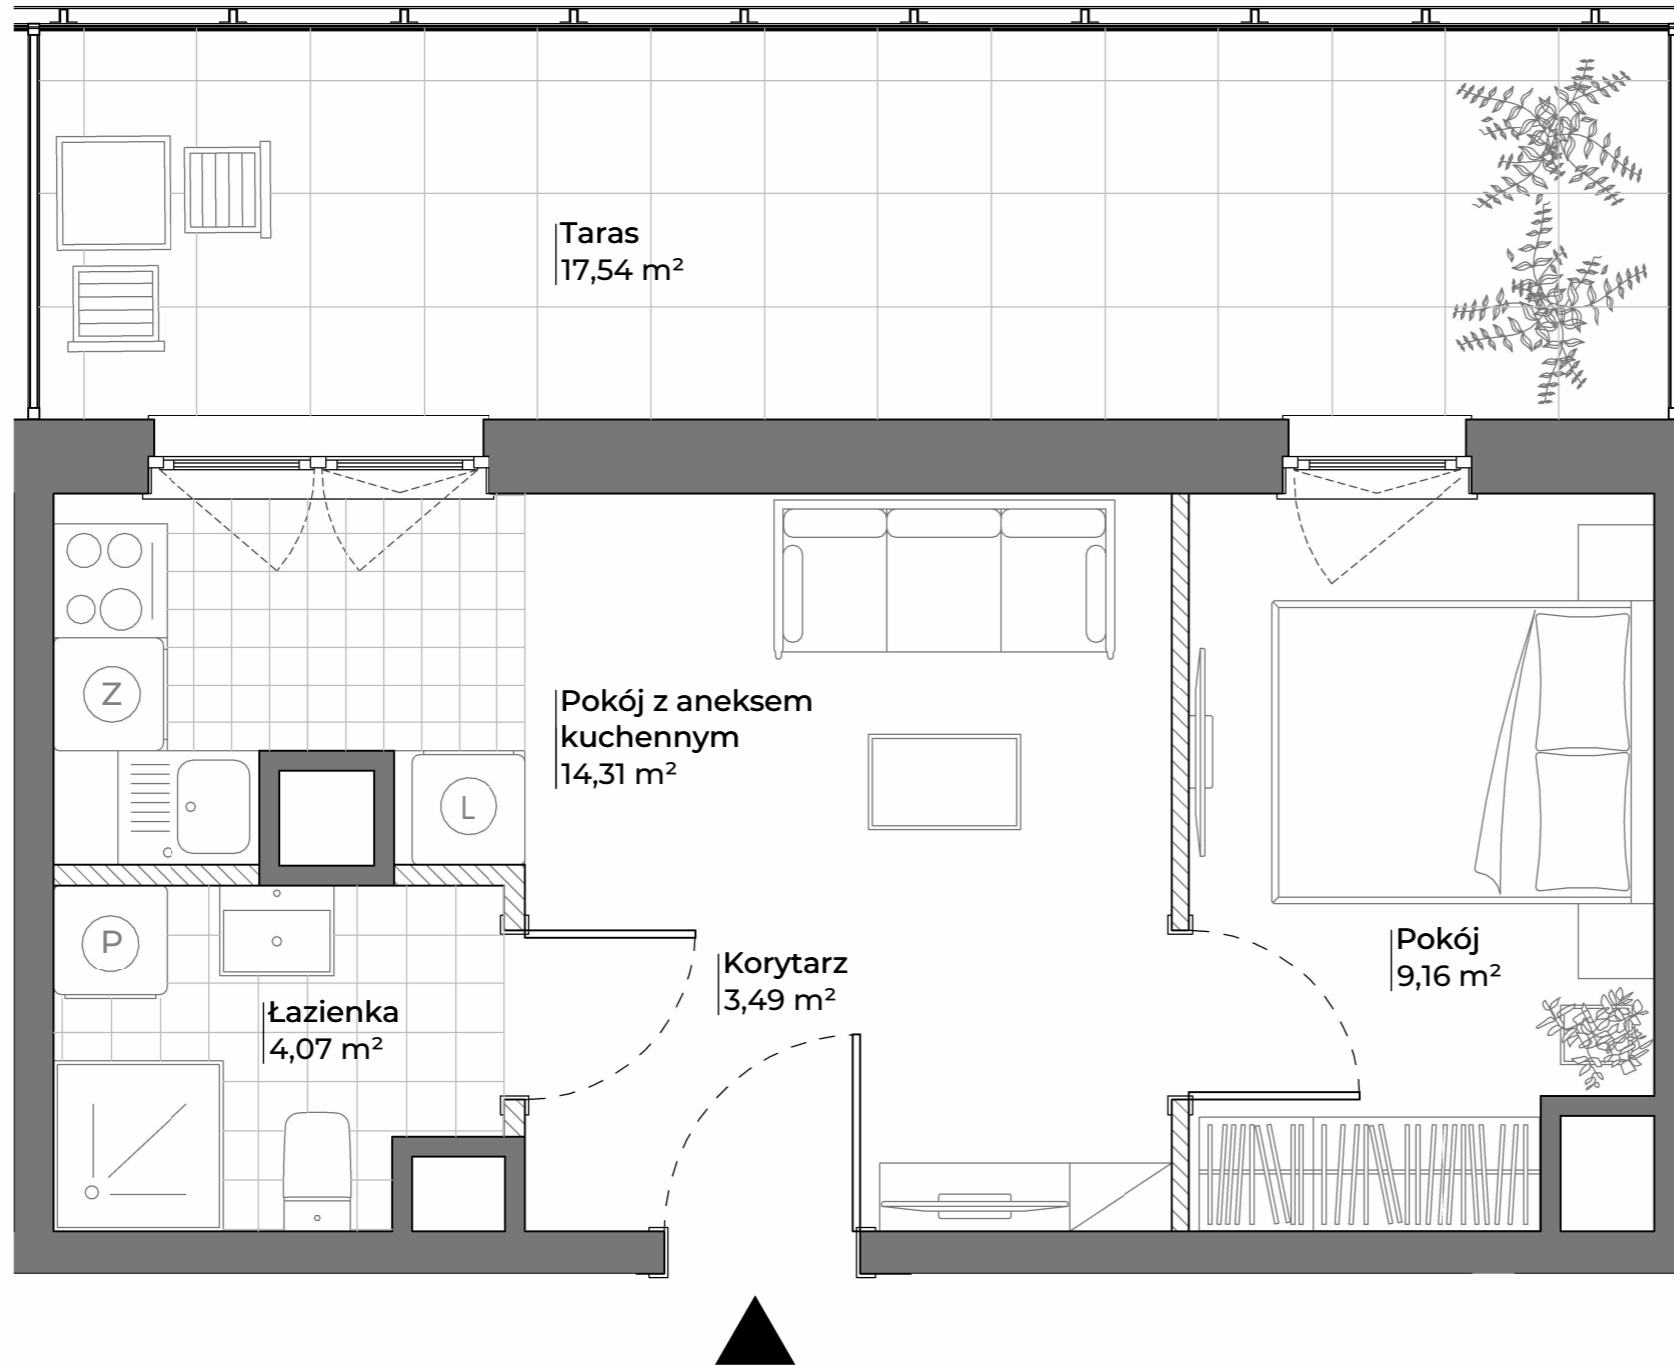 Taras
17,54 m²
Z
Pokój z aneksem
kuchennym
14,31 m²
L
P
Łazienka
4,07 m²
Korytarz
3,49 m²
Pokój
9,16 m²